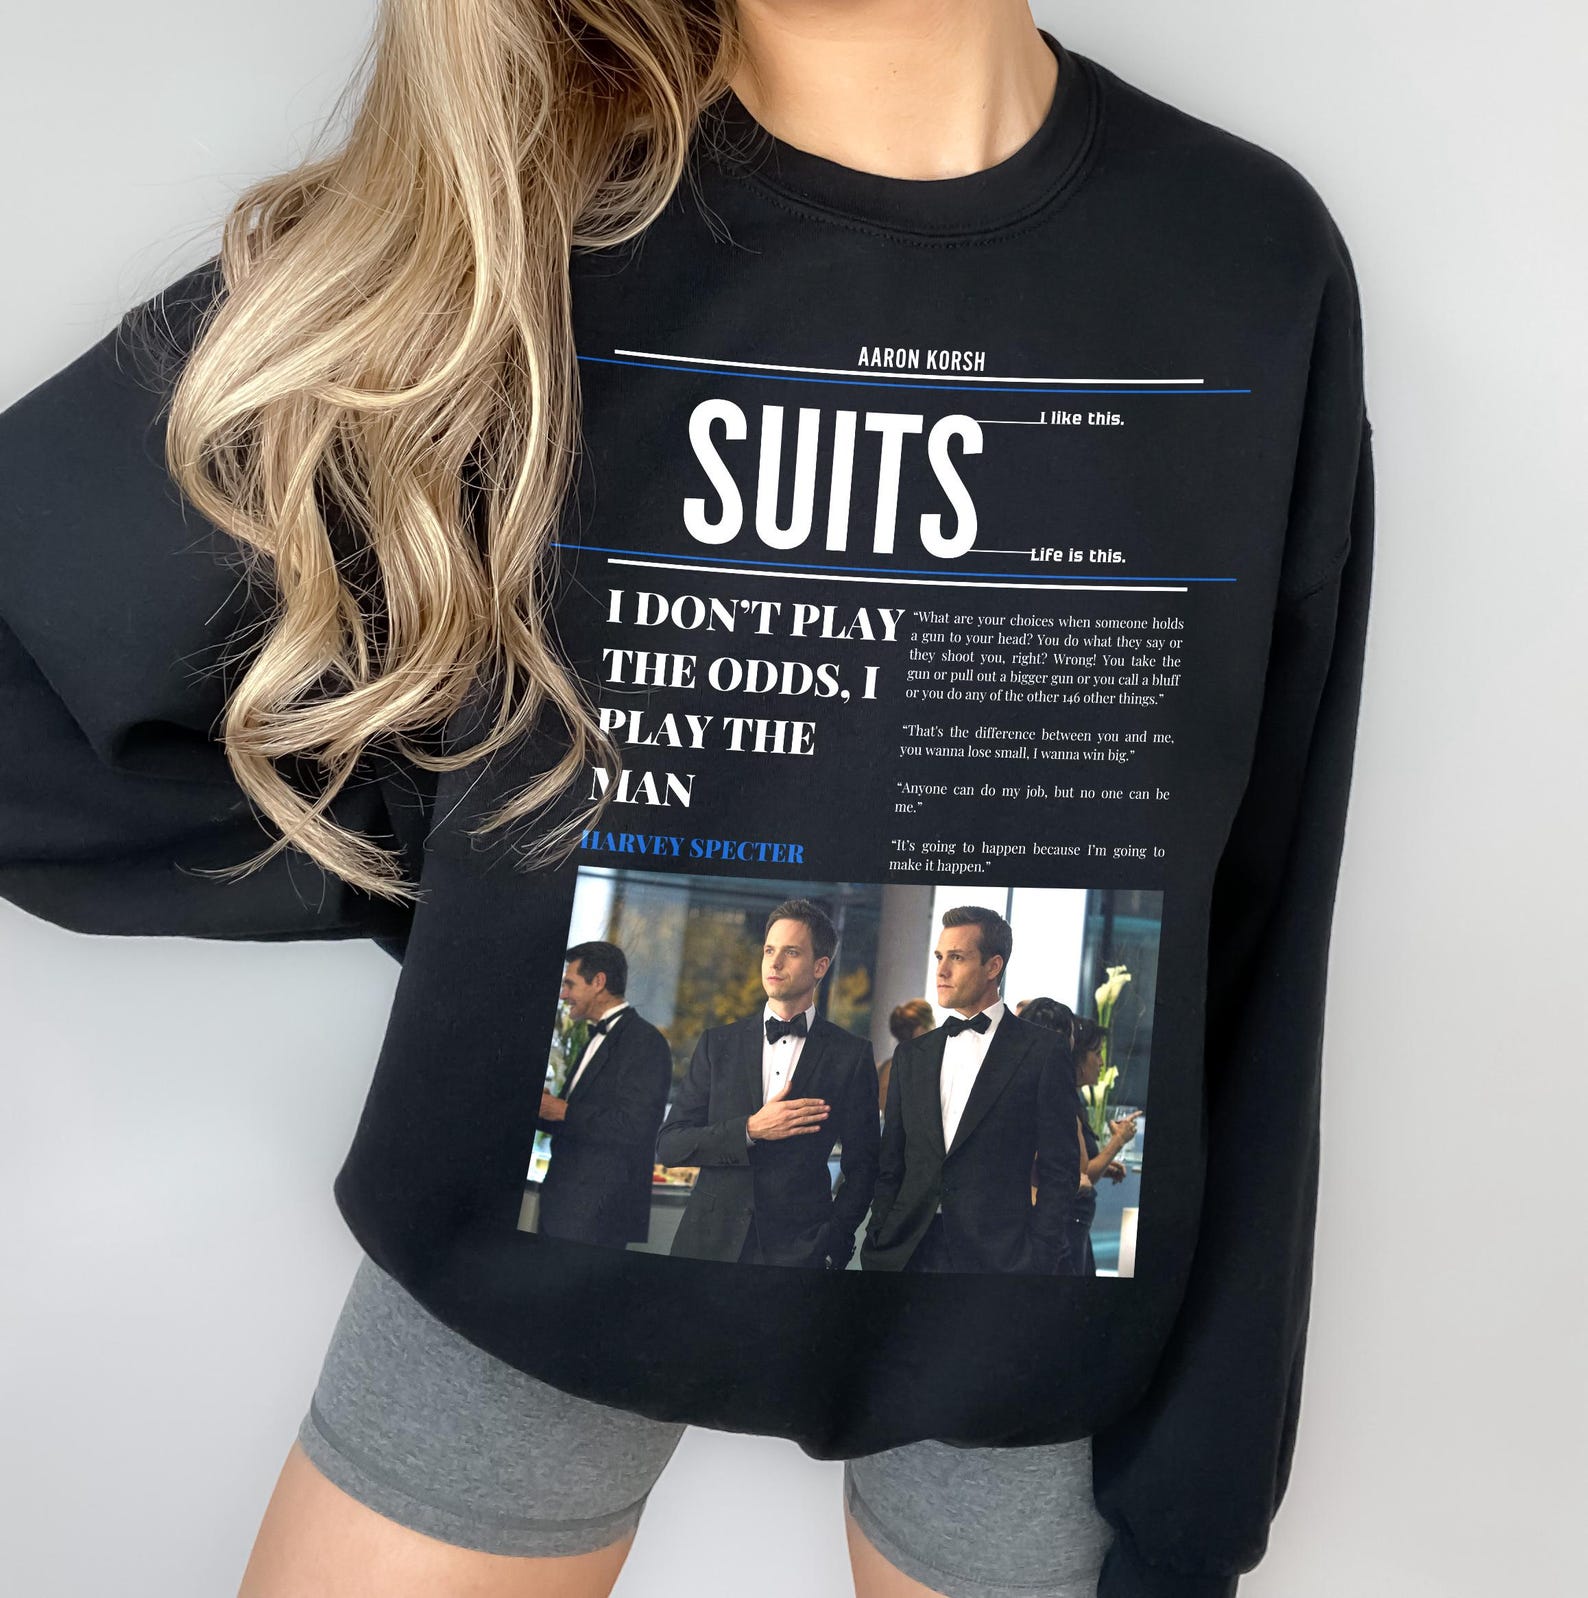 AARON KORSH
SUITS
I like this.
Life is this.
I DON'T PLAY
THE ODDS, I
PLAY THE
MAN
HARVEY SPECTER
“What are your choices when someone holds
a gun to your head? You do what they say or
they shoot you, right? Wrong! You take the
gun or pull out a bigger gun or you call a bluff
or you do any of the other 146 other things.”
“That's the difference between you and me,
you wanna lose small, I wanna win big.”
“Anyone can do my job, but no one can be
me.”
“It's going to happen because I'm going to
make it happen.”